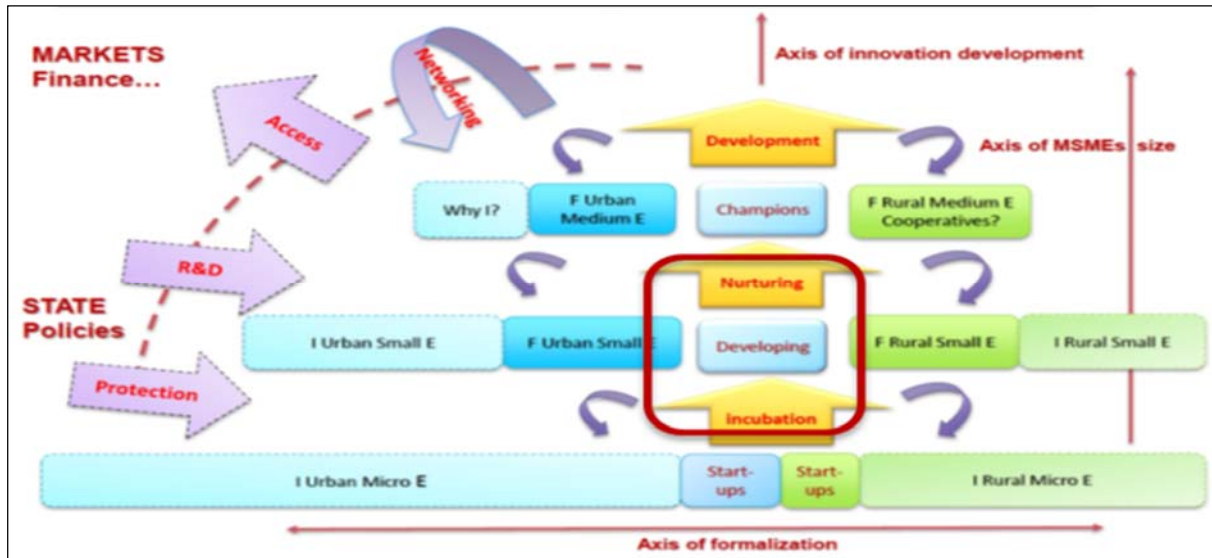 MARKETS
Finance...
Networking
Axis of innovation development
Access
Development
Axis of MSMEs size
Why I?
F Urban
Medium E
Champions
F Rural Medium E
Cooperatives?
R&D
Nurturing
STATE
Policies
I Urban Small E
F Urban Small E
Developing
F Rural Small E
I Rural Small E
Protection
incubation
I Urban Micro E
Start-
ups
Start-
ups
I Rural Micro E
Axis of formalization